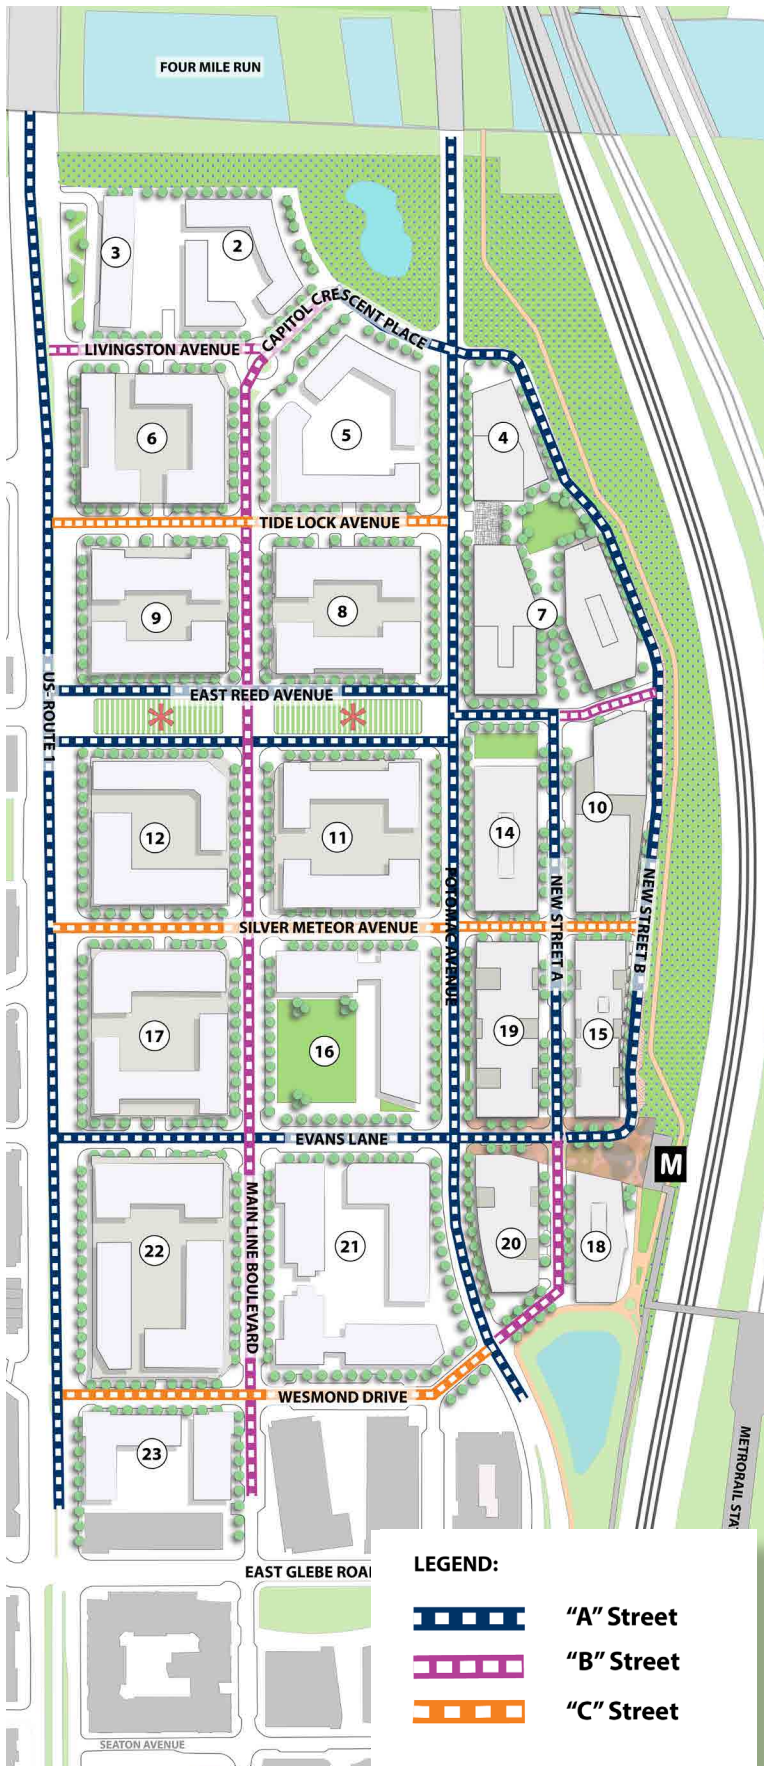 FOUR MILE RUN
3
2
CAPITOL CRESCENT PLACE
LIVINGSTON AVENUE
6
5
4
TIDE LOCK AVENUE
9
8
7
US- ROUTE 1
EAST REED AVENUE
12
11
14
10
POTOMAC AVENUE
NEW STREET A
NEW STREET B
SILVER METEOR AVENUE
17
16
19
15
EVANS LANE
M
MAIN LINE BOULEVARD
22
21
20
18
WESMOND DRIVE
23
METRORAIL STA
EAST GLEBE ROA
SEATON AVENUE
LEGEND:
“A” Street
“B” Street
“C” Street